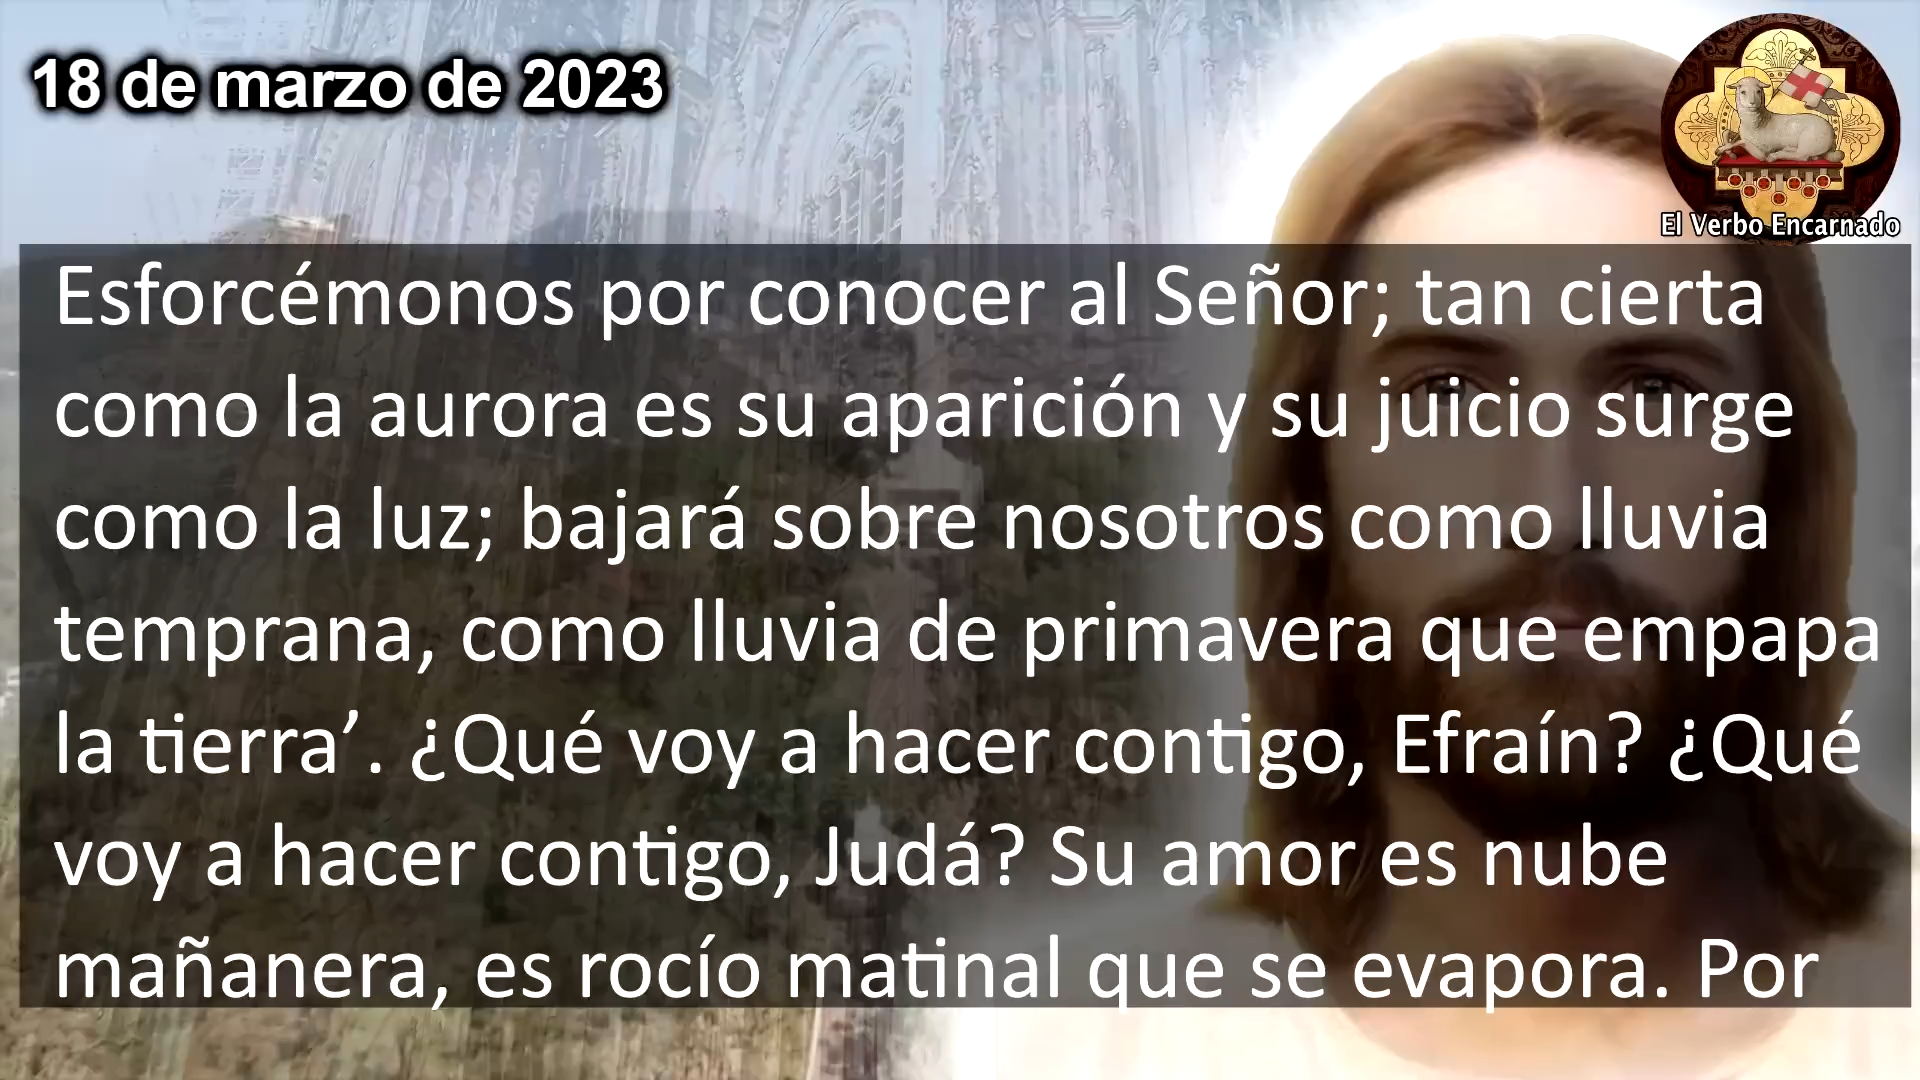 18 de marzo de 2023
El Verbo Encarnado
Esforcémonos por conocer al Señor; tan cierta
como la aurora es su aparición y su juicio surge
como la luz; bajará sobre nosotros como lluvia
temprana, como lluvia de primavera que empapa
la tierra’. ¿Qué voy a hacer contigo, Efraín? ¿Qué
voy a hacer contigo, Judá? Su amor es nube
mañanera, es rocío matinal que se evapora. Por